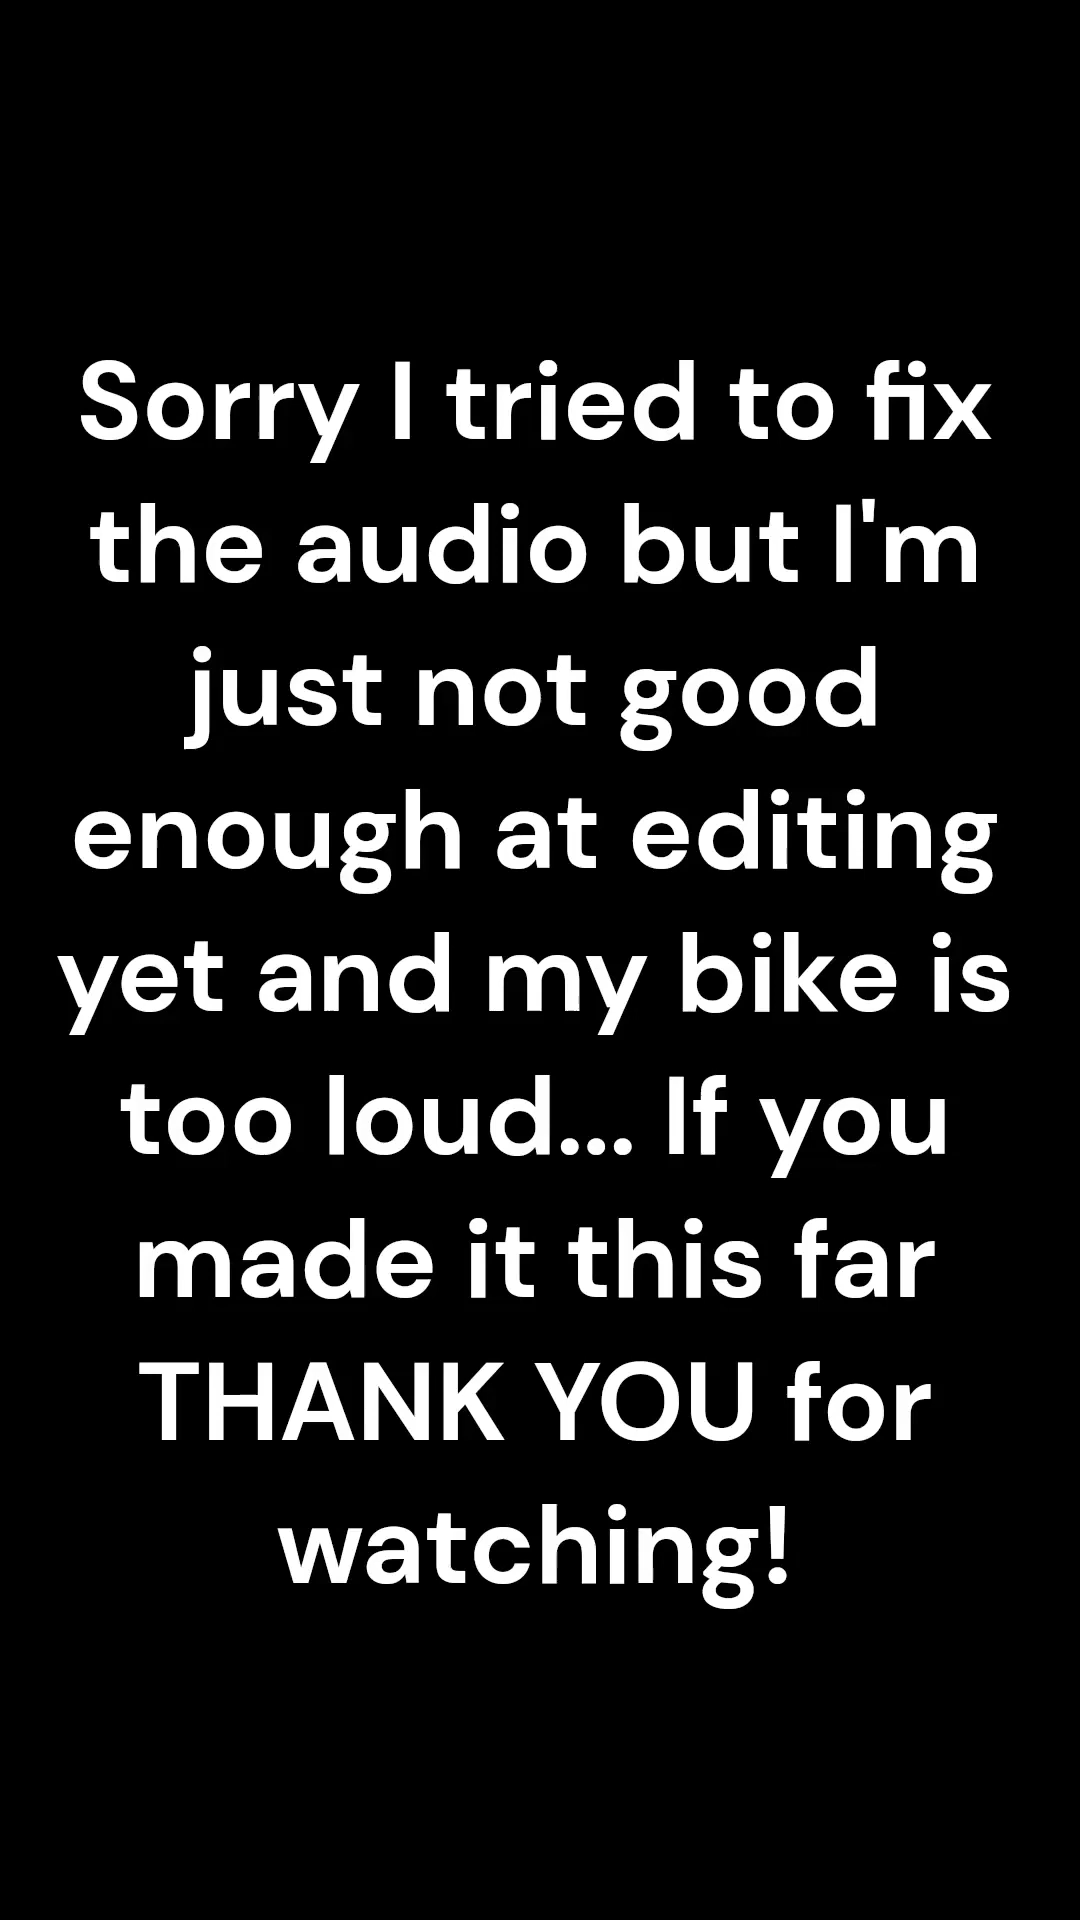 Sorry I tried to fix
the audio but I'm
just not good
enough at editing
yet and my bike is
too loud... If you
made it this far
THANK YOU for
watching!